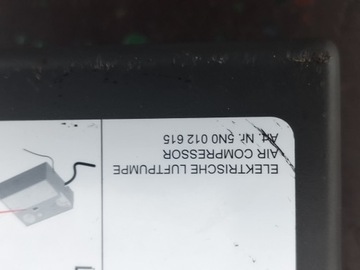 ELEKTRISCHE LUFTPUMPE
AIR COMPRESSOR
Art. Nr. 5N0 012 615